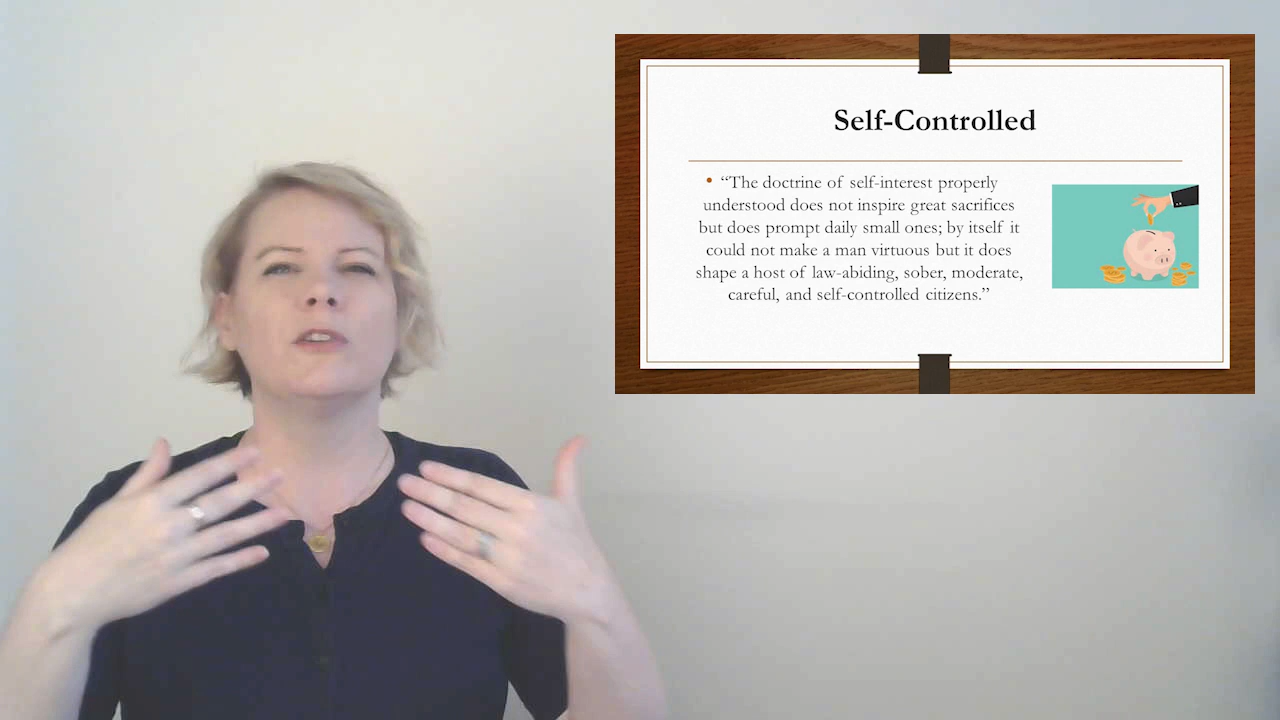 Self-Controlled
• “The doctrine of self-interest properly
understood does not inspire great sacrifices
but does prompt daily small ones; by itself it
could not make a man virtuous but it does
shape a host of law-abiding, sober, moderate,
careful, and self-controlled citizens.”